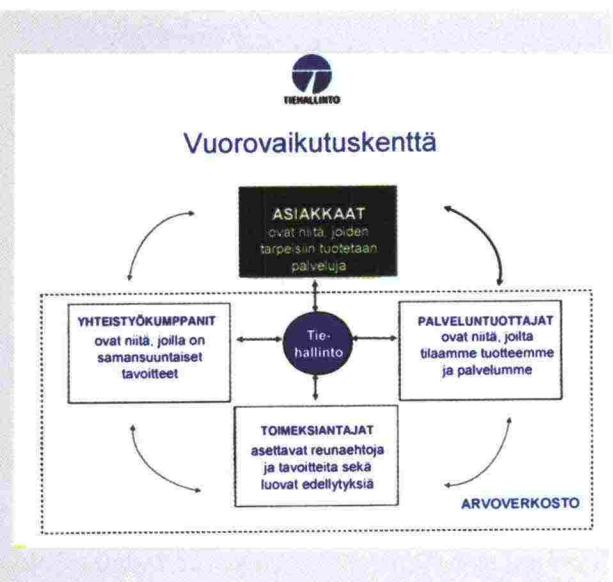 TIEHALLINTO
Vuorovaikutuskenttä
ASIAKKAAT
ovat niitä, joiden
tarpeisiin tuotetaan
palveluja
YHTEISTYÖKUMPPANIT
ovat niitä, joilla on
samansuuntaiset
tavoitteet
Tie-
hallinto
PALVELUNTUOTTAJAT
ovat niitä, joilta
tilaamme tuotteemme
ja palvelumme
TOIMEKSIANTAJAT
asettavat reunaehtoja
ja tavoitteita sekä
luovat edellytyksiä
ARVOVERKOSTO